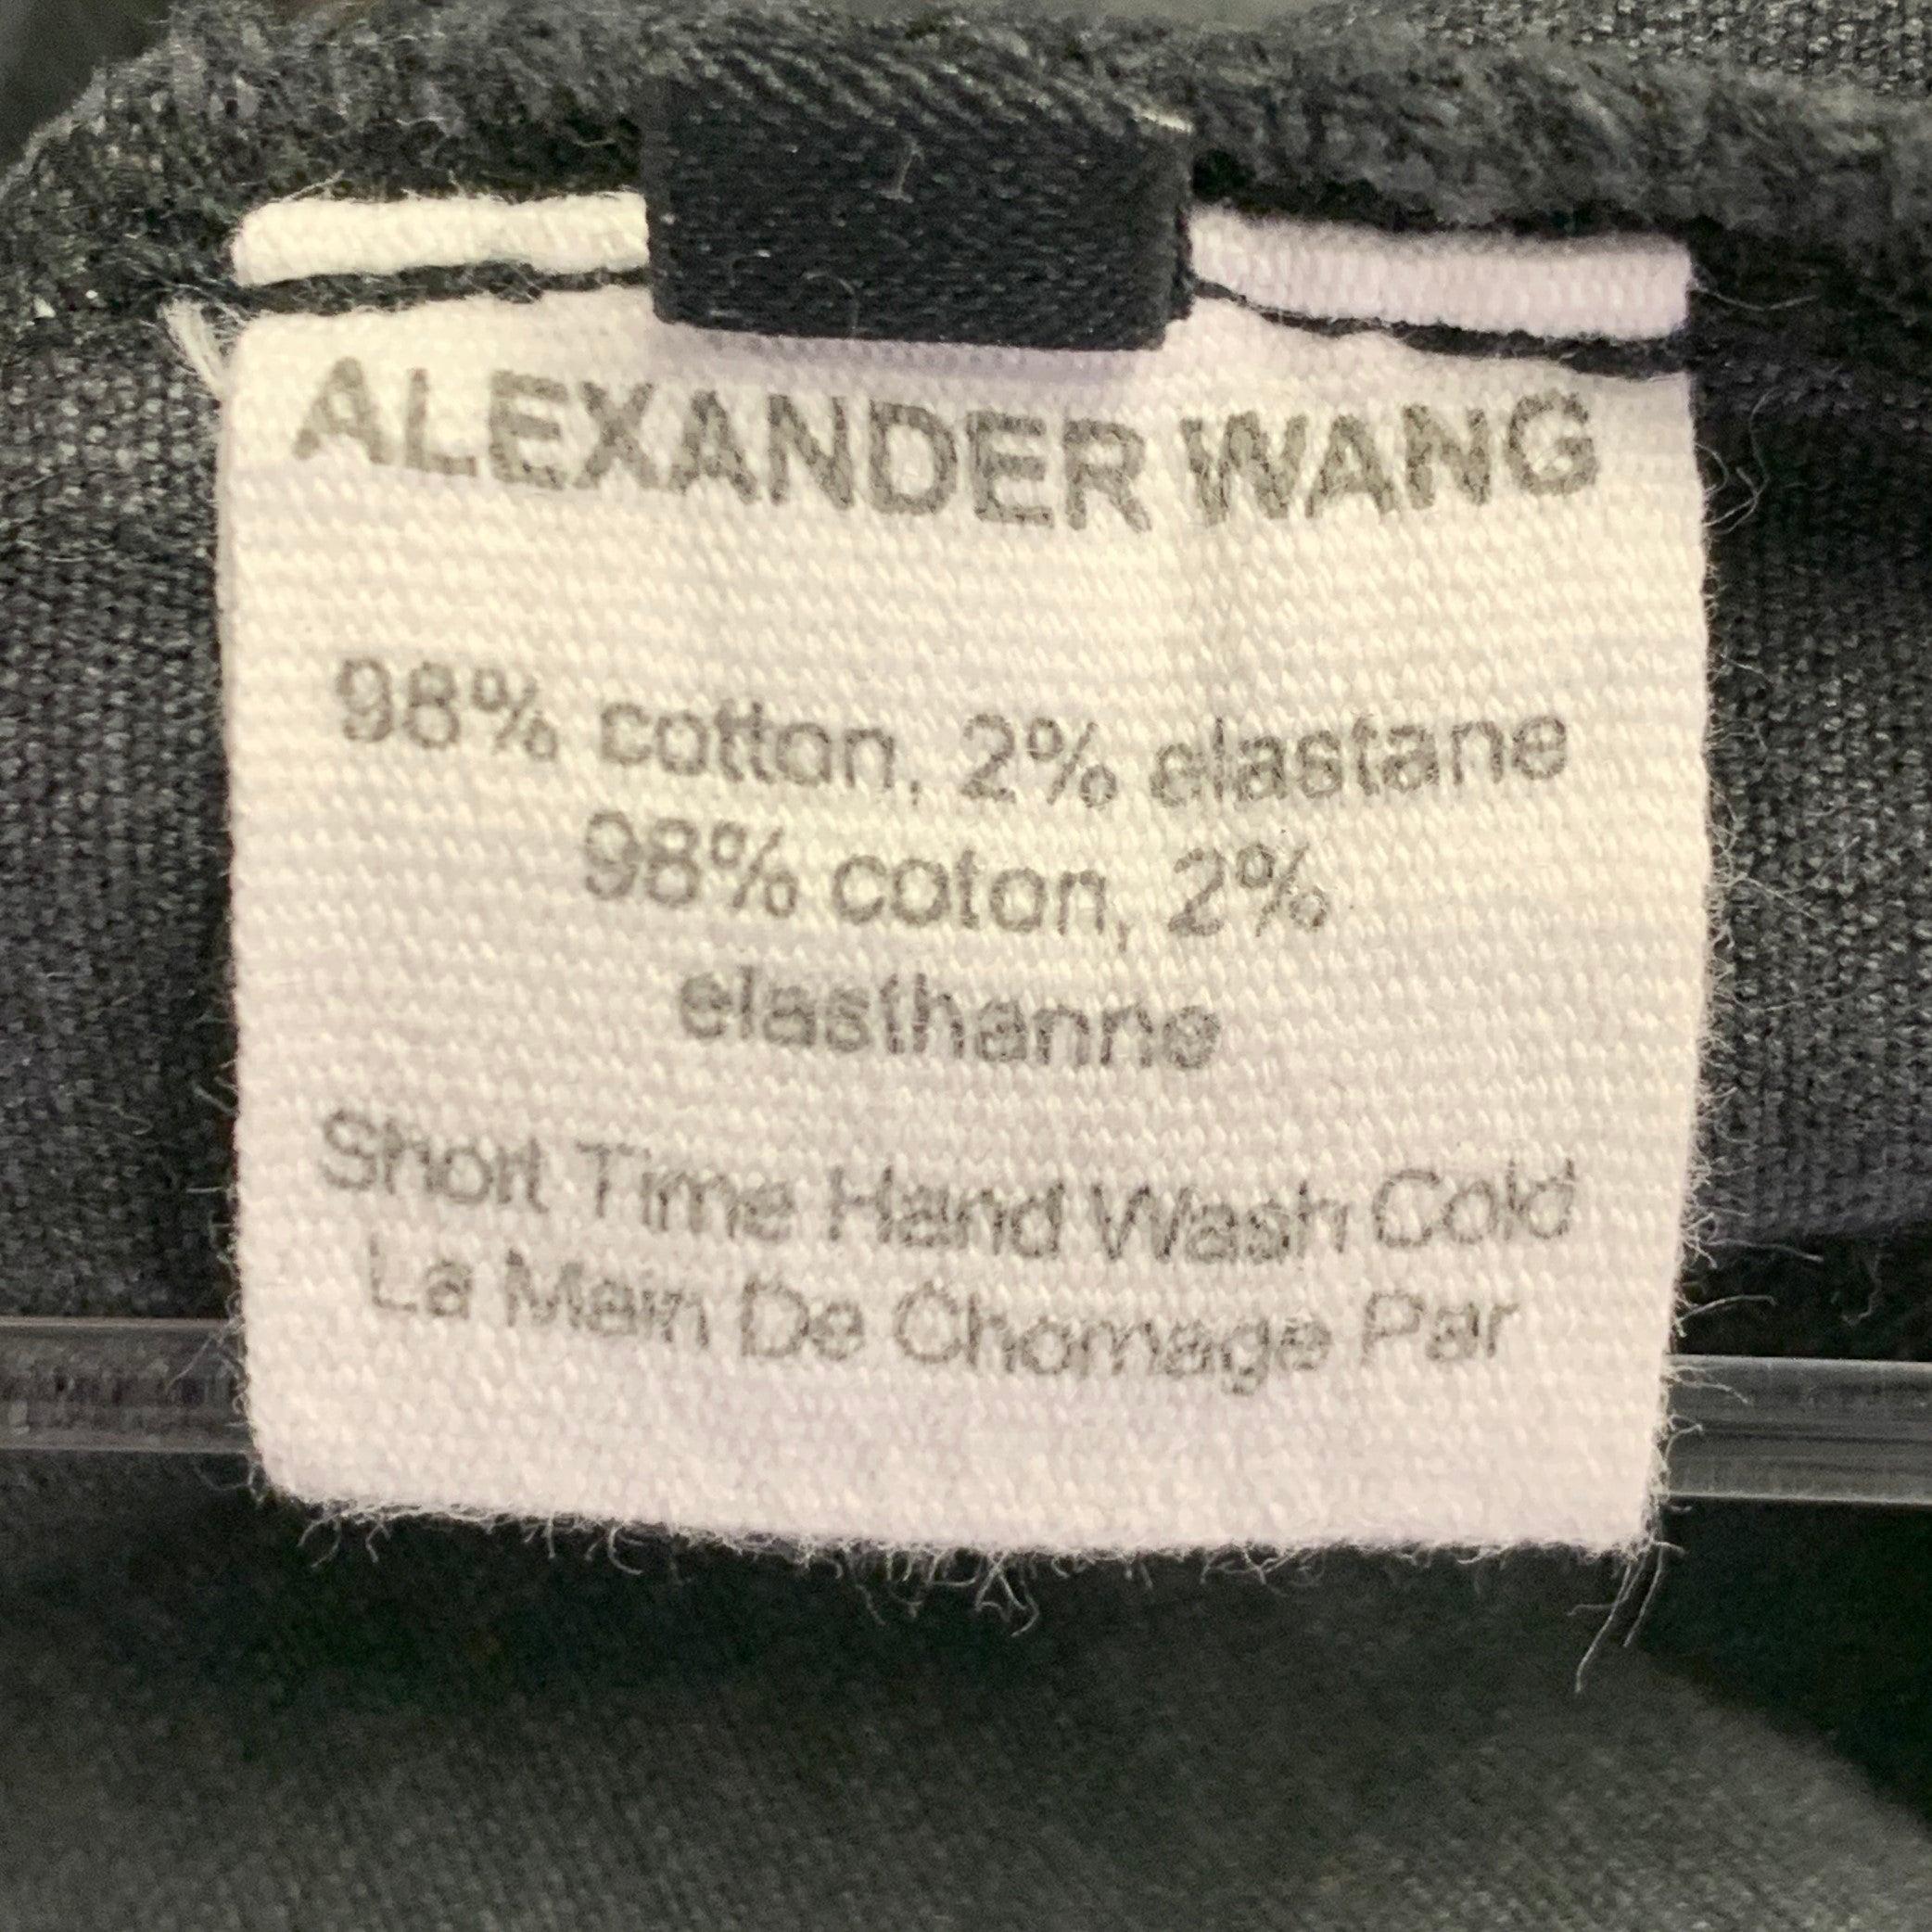 ALEXANDER WANG
98% cotton, 2% elastane
98% coton, 2%
elasthanne
Short Time Hand Wash Cold
La Main De Chomage Par